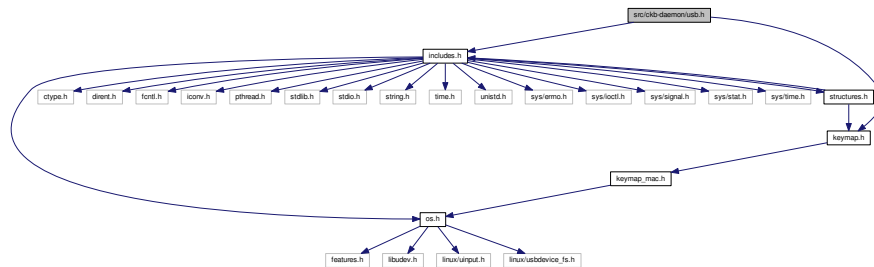 src/ckb-daemon/usb.h
includes.h
ctype.h
dirent.h
fcntl.h
iconv.h
pthread.h
stdlib.h
stdio.h
string.h
time.h
unistd.h
sys/errno.h
sys/ioctl.h
sys/signal.h
sys/stat.h
sys/time.h
structures.h
keymap.h
keymap_mac.h
os.h
features.h
libudev.h
linux/uinput.h
linux/usbdevice_fs.h